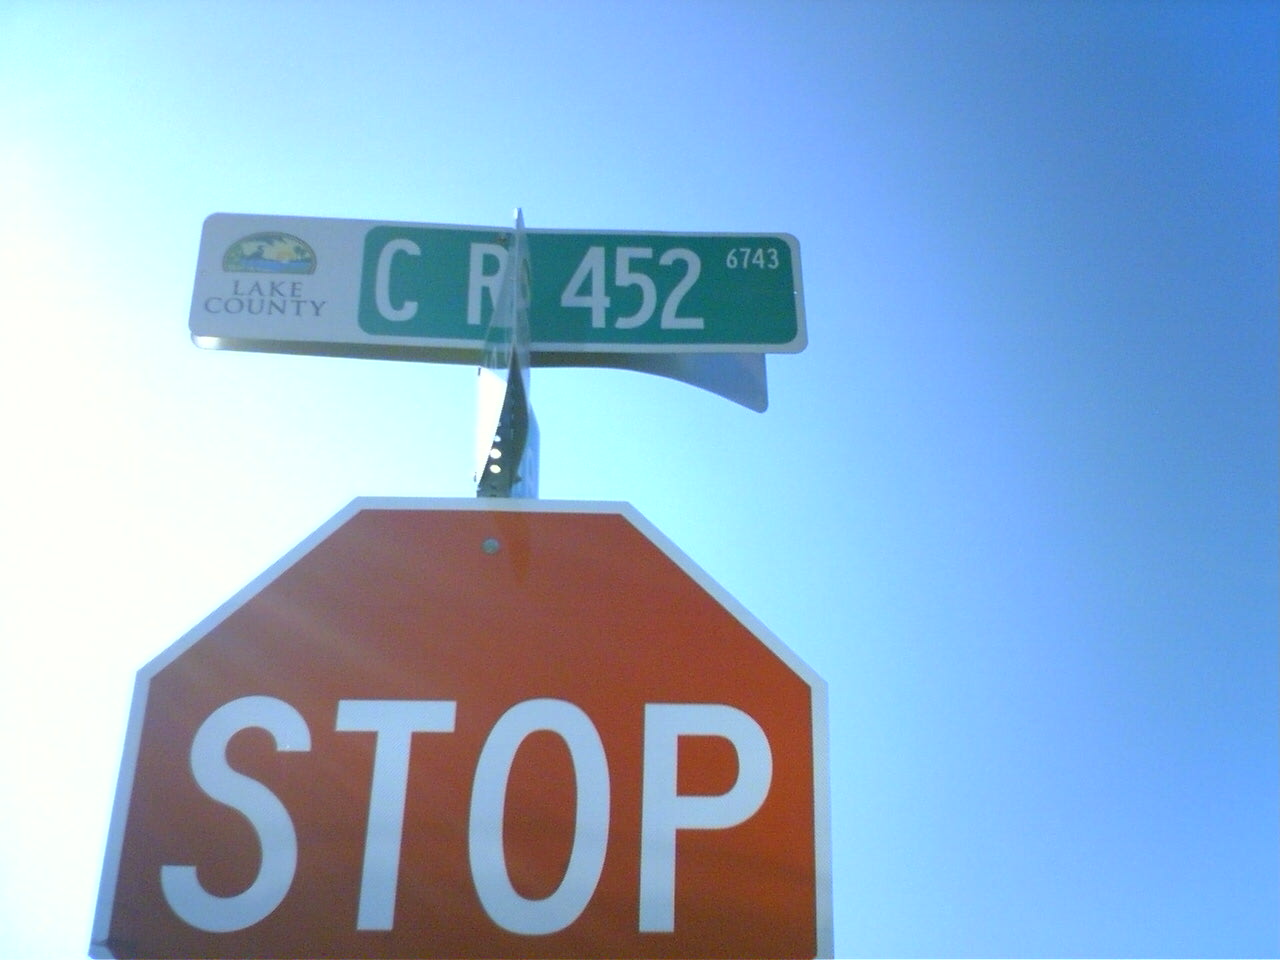 LAKE
COUNTY
C R 452 6743
STOP